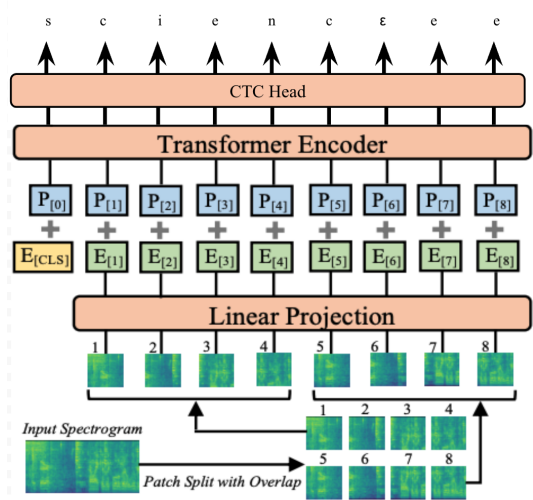 s c i e n c ε e e
CTC Head
Transformer Encoder
P[0] P[1] P[2] P[3] P[4] P[5] P[6] P[7] P[8]
+ + + + + + + + +
E[CLS] E[1] E[2] E[3] E[4] E[5] E[6] E[7] E[8]
Linear Projection
1 2 3 4 5 6 7 8
1 2 3 4
Input Spectrogram
5 6 7 8
Patch Split with Overlap